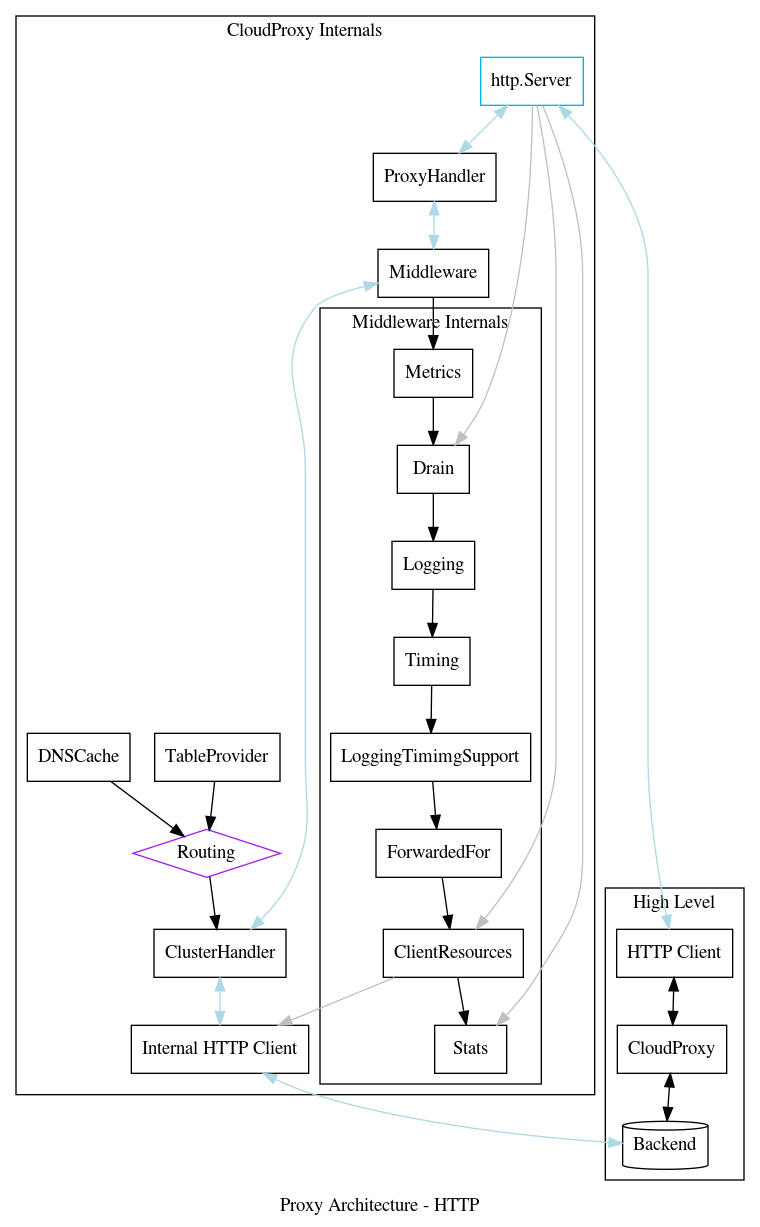 CloudProxy Internals
http.Server
ProxyHandler
Middleware
Middleware Internals
Metrics
Drain
Logging
Timing
DNSCache
TableProvider
LoggingTimimgSupport
Routing
ForwardedFor
High Level
ClusterHandler
ClientResources
HTTP Client
Internal HTTP Client
Stats
CloudProxy
Backend
Proxy Architecture - HTTP